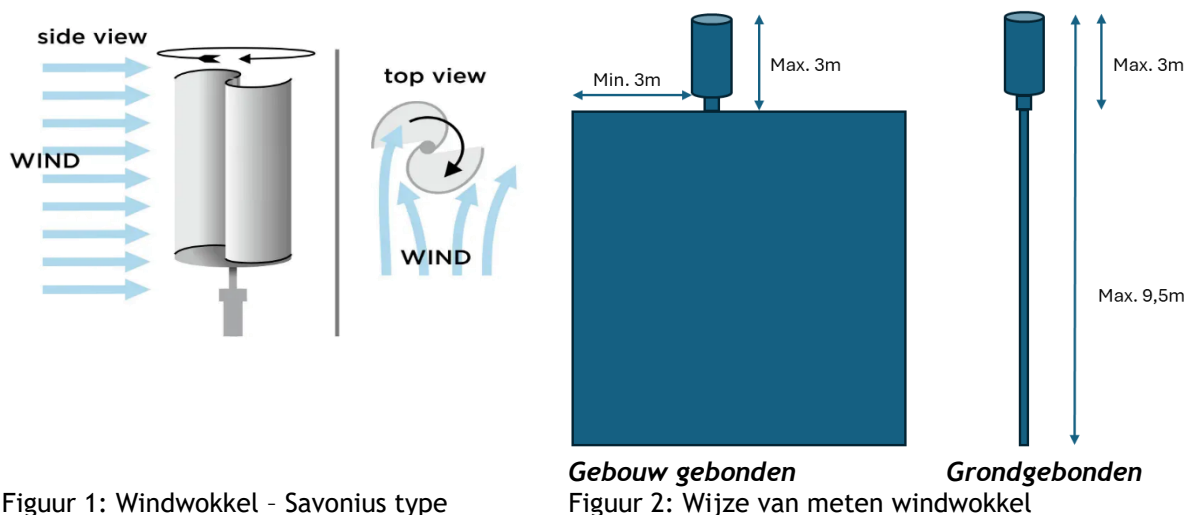 side view
WIND
top view
WIND
Min. 3m
Max. 3m
Max. 3m
Max. 9,5m
Gebouw gebonden
Grondgebonden
Figuur 1: Windwokkel – Savonius type
Figuur 2: Wijze van meten windwokkel